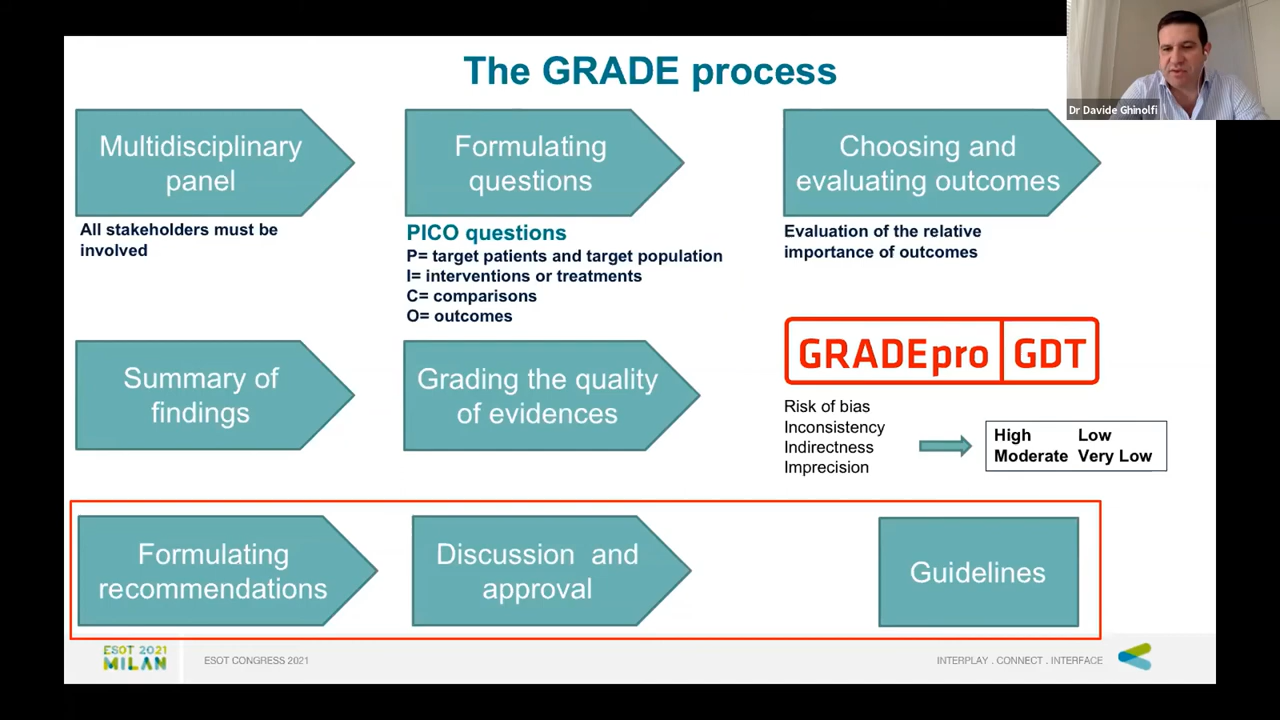 The GRADE process
Dr Davide Ghinolfi
Multidisciplinary
panel
All stakeholders must be
involved
Formulating
questions
PICO questions
P= target patients and target population
I= interventions or treatments
C= comparisons
O= outcomes
Choosing and
evaluating outcomes
Evaluation of the relative
importance of outcomes
Summary of
findings
Grading the quality
of evidences
GRADEpro GDT
Risk of bias
Inconsistency
Indirectness
Imprecision
High Low
Moderate Very Low
Formulating
recommendations
Discussion and
approval
Guidelines
ESOT 2021
MILAN
ESOT CONGRESS 2021
INTERPLAY . CONNECT . INTERFACE